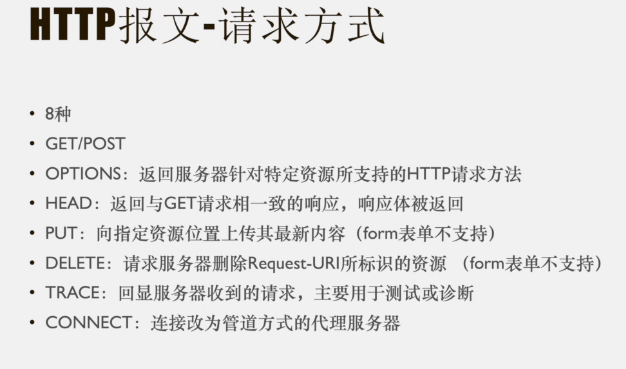 HTTP报文-请求方式
• 8种
• GET/POST
• OPTIONS：返回服务器针对特定资源所支持的HTTP请求方法
• HEAD：返回与GET请求相一致的响应，响应体被返回
• PUT：向指定资源位置上传其最新内容（form表单不支持）
• DELETE：请求服务器删除Request-URI所标识的资源 （form表单不支持）
• TRACE：回显服务器收到的请求，主要用于测试或诊断
• CONNECT：连接改为管道方式的代理服务器